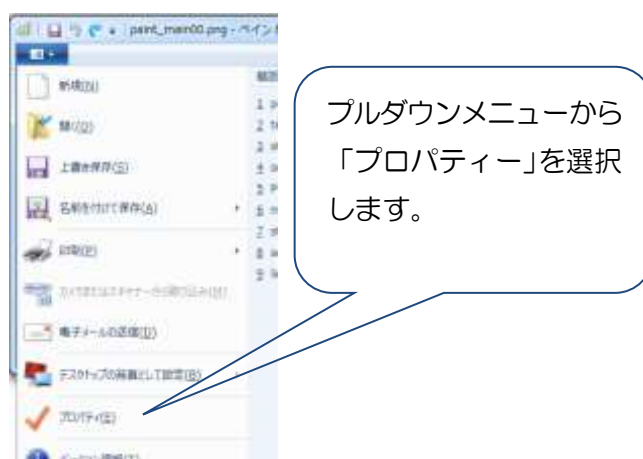 paint_main00.png - ペイント
新規(N)
開く(O)
上書き保存(S)
名前を付けて保存(A)
印刷(P)
カメラまたはスキャナーから取り込み(M)
電子メールの送信(D)
デスクトップの背景として設定(B)
プロパティ(E)
プルダウンメニューから
「プロパティー」を選択
します。